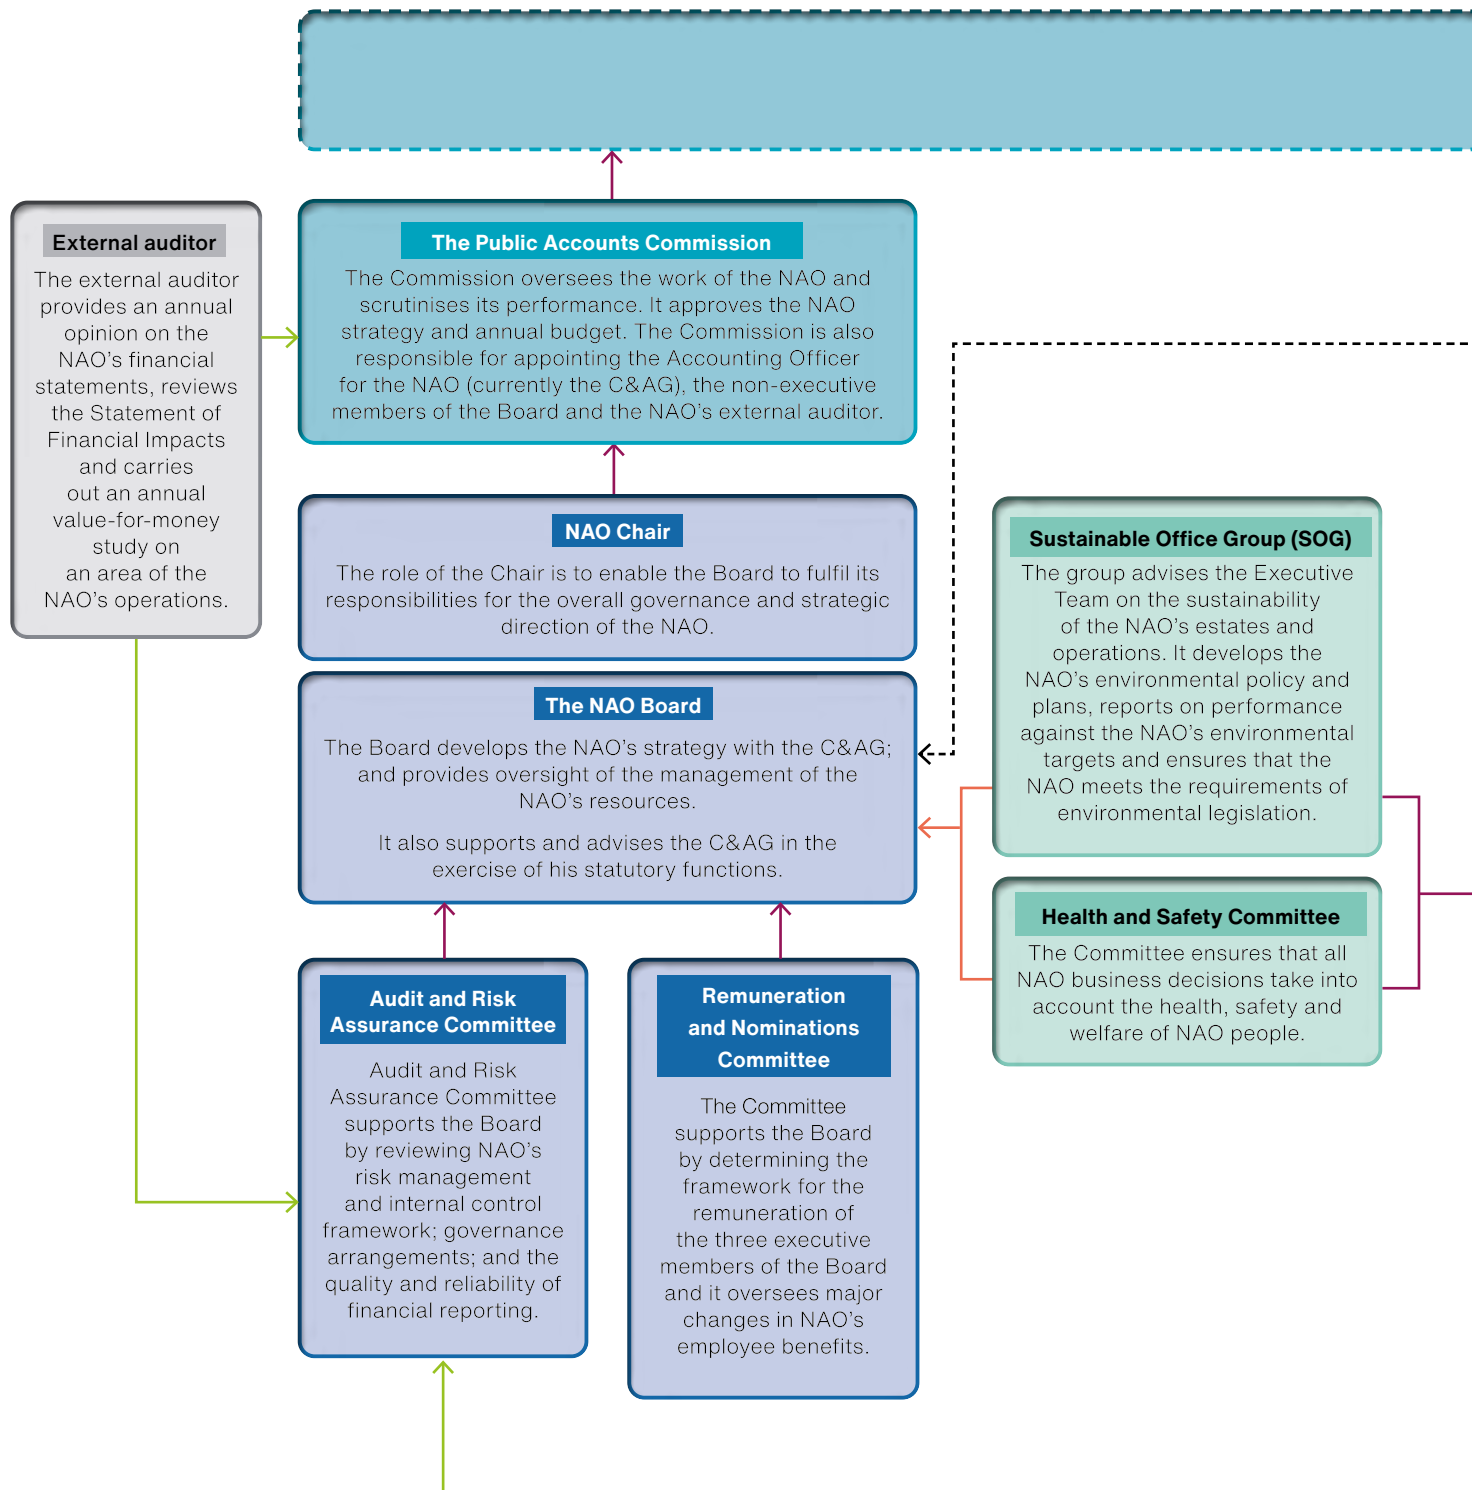 External auditor
The external auditor
provides an annual
opinion on the
NAO's financial
statements, reviews
the Statement of
Financial Impacts
and carries
out an annual
value-for-money
study on
an area of the
NAO's operations.
The Public Accounts Commission
The Commission oversees the work of the NAO and
scrutinises its performance. It approves the NAO
strategy and annual budget. The Commission is also
responsible for appointing the Accounting Officer
for the NAO (currently the C&AG), the non-executive
members of the Board and the NAO's external auditor.
NAO Chair
The role of the Chair is to enable the Board to fulfil its
responsibilities for the overall governance and strategic
direction of the NAO.
The NAO Board
The Board develops the NAO's strategy with the C&AG;
and provides oversight of the management of the
NAO's resources.
It also supports and advises the C&AG in the
exercise of his statutory functions.
Sustainable Office Group (SOG)
The group advises the Executive
Team on the sustainability
of the NAO's estates and
operations. It develops the
NAO's environmental policy and
plans, reports on performance
against the NAO's environmental
targets and ensures that the
NAO meets the requirements of
environmental legislation.
Health and Safety Committee
The Committee ensures that all
NAO business decisions take into
account the health, safety and
welfare of NAO people.
Audit and Risk
Assurance Committee
Audit and Risk
Assurance Committee
supports the Board
by reviewing NAO's
risk management
and internal control
framework; governance
arrangements; and the
quality and reliability of
financial reporting.
Remuneration
and Nominations
Committee
The Committee
supports the Board
by determining the
framework for the
remuneration of
the three executive
members of the Board
and it oversees major
changes in NAO's
employee benefits.